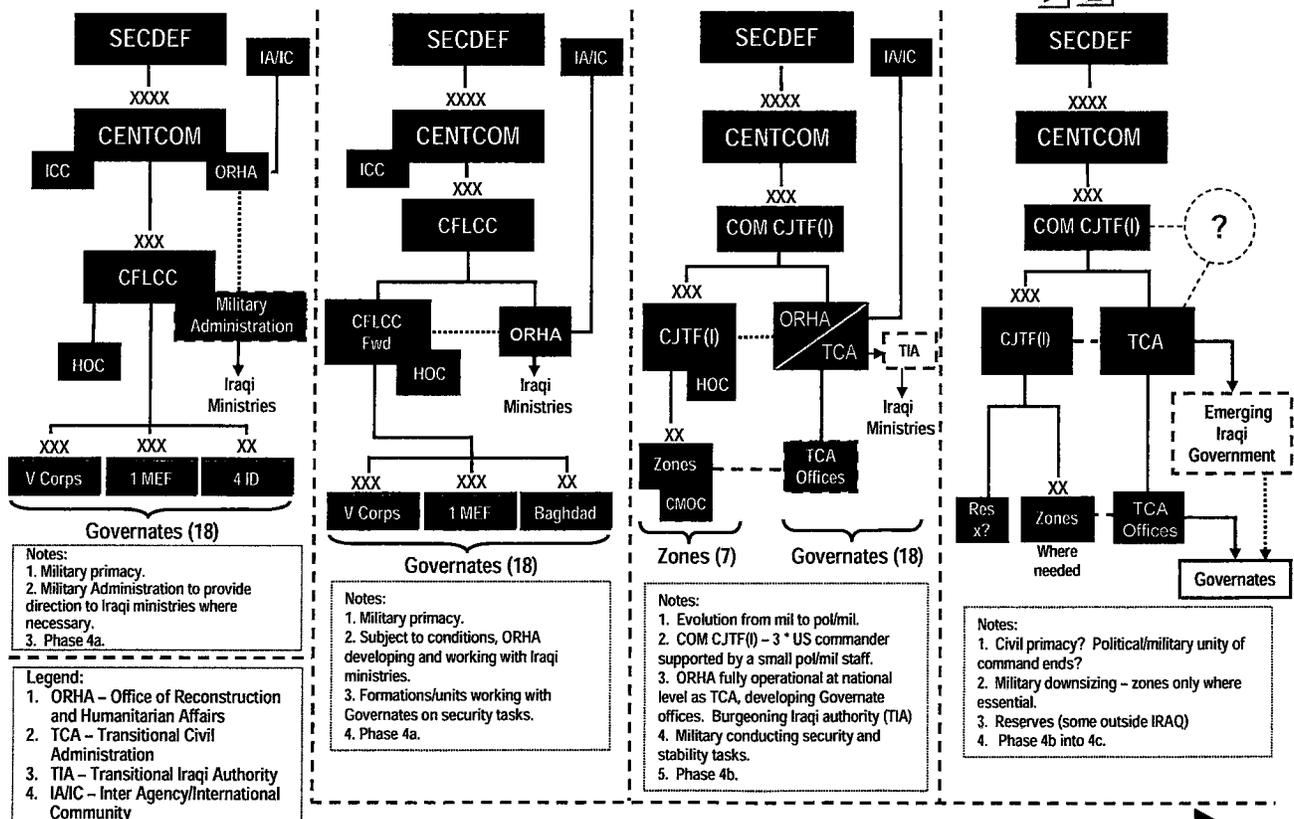 SECDEF
IA/IC
XXXX
CENTCOM
ICC
ORHA
XXX
CFLCC
Military
Administration
HOC
Iraqi
Ministries
XXX
XXX
XX
V Corps
1 MEF
4 ID
Governates (18)
Notes:
1. Military primacy.
2. Military Administration to provide
direction to Iraqi ministries where
necessary.
3. Phase 4a.
Legend:
1. ORHA – Office of Reconstruction
and Humanitarian Affairs
2. TCA – Transitional Civil
Administration
3. TIA – Transitional Iraqi Authority
4. IA/IC – Inter Agency/International
Community
SECDEF
IA/IC
XXXX
CENTCOM
ICC
XXX
CFLCC
CFLCC
Fwd
ORHA
HOC
Iraqi
Ministries
XXX
XXX
XX
V Corps
1 MEF
Baghdad
Governates (18)
Notes:
1. Military primacy.
2. Subject to conditions, ORHA
developing and working with Iraqi
ministries.
3. Formations/units working with
Governates on security tasks.
4. Phase 4a.
SECDEF
IA/IC
XXXX
CENTCOM
XXX
COM CJTF(I)
XXX
CJTF(I)
ORHA
TCA
TIA
HOC
Iraqi
Ministries
XX
Zones
CMOC
TCA
Offices
Zones (7)
Governates (18)
Notes:
1. Evolution from mil to pol/mil.
2. COM CJTF(I) – 3 * US commander
supported by a small pol/mil staff.
3. ORHA fully operational at national
level as TCA, developing Governate
offices. Burgeoning Iraqi authority (TIA)
4. Military conducting security and
stability tasks.
5. Phase 4b.
SECDEF
XXXX
CENTCOM
XXX
COM CJTF(I)
?
XXX
CJTF(I)
TCA
Emerging
Iraqi
Government
Res
x?
XX
Zones
TCA
Offices
Where
needed
Governates
Notes:
1. Civil primacy? Political/military unity of
command ends?
2. Military downsizing – zones only where
essential.
3. Reserves (some outside IRAQ)
4. Phase 4b into 4c.